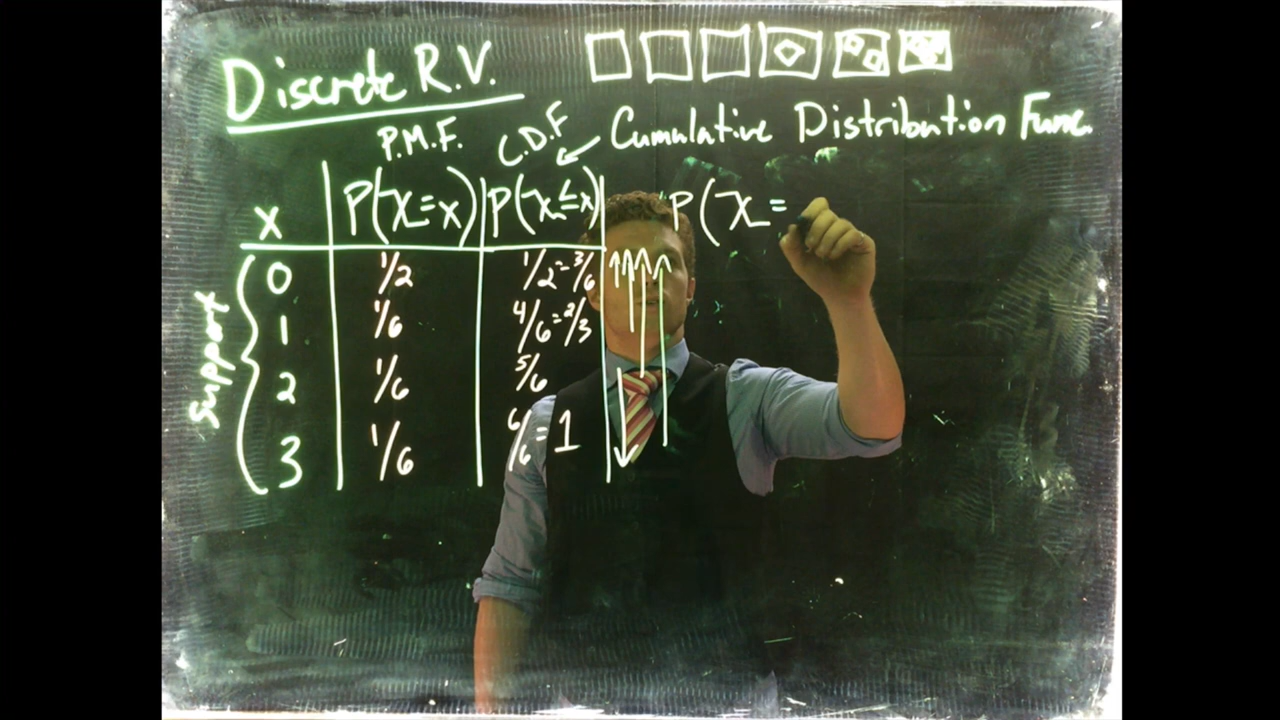 Discrete R.V.
P.M.F. C.D.F ← Cumulative Distribution Func.
x P(X=x) P(X≤x) P(X=
0 1/2 1/2=3/6
1 1/6 4/6=2/3
2 1/6 5/6
3 1/6 6/6=1
support